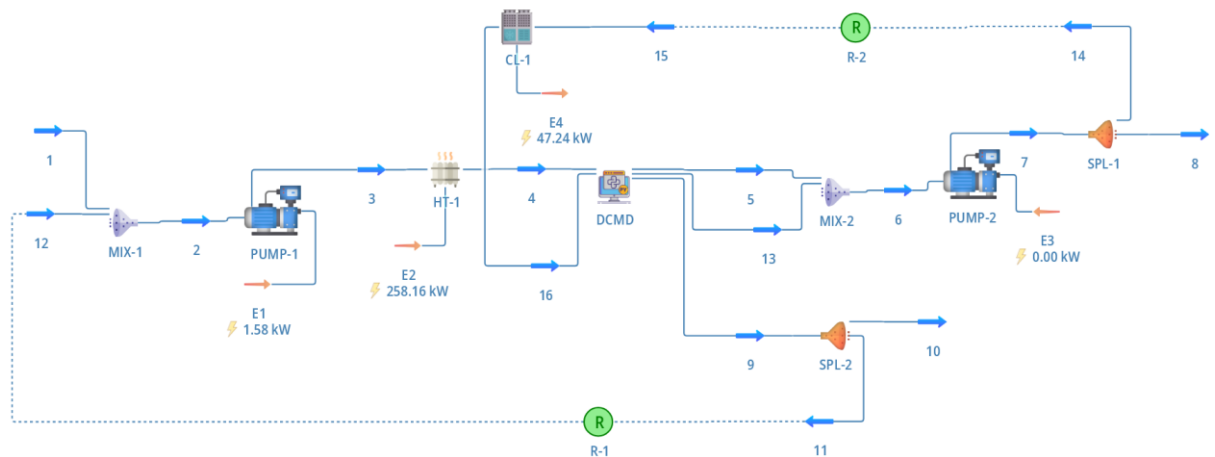 15
R
R-2
14
CL-1
E4
47.24 kW
1
7
SPL-1
8
3
HT-1
4
DCMD
5
MIX-2
6
PUMP-2
12
MIX-1
2
PUMP-1
13
E3
0.00 kW
E2
258.16 kW
16
E1
1.58 kW
9
SPL-2
10
R
R-1
11